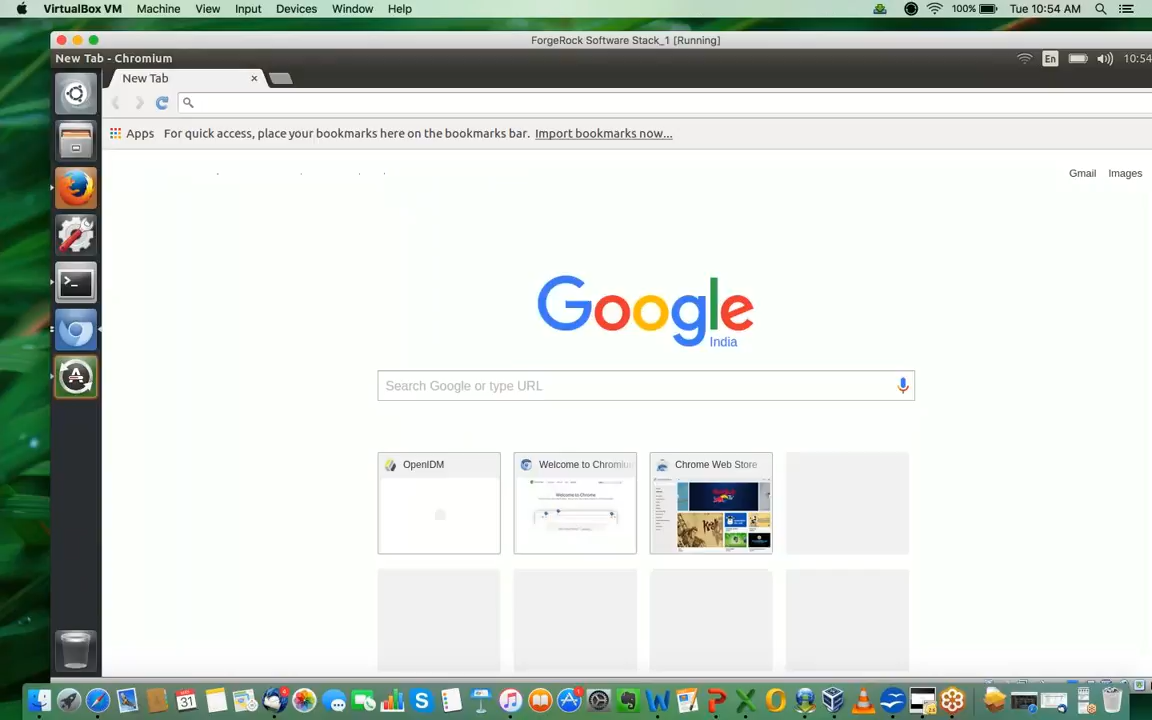 VirtualBox VM Machine View Input Devices Window Help 100% Tue 10:54 AM
ForgeRock Software Stack_1 [Running]
New Tab - Chromium En 10:54
New Tab
Apps For quick access, place your bookmarks here on the bookmarks bar. Import bookmarks now...
Gmail Images
Google
India
Search Google or type URL
OpenIDM Welcome to Chromiu Chrome Web Store
Welcome to Chrome
31